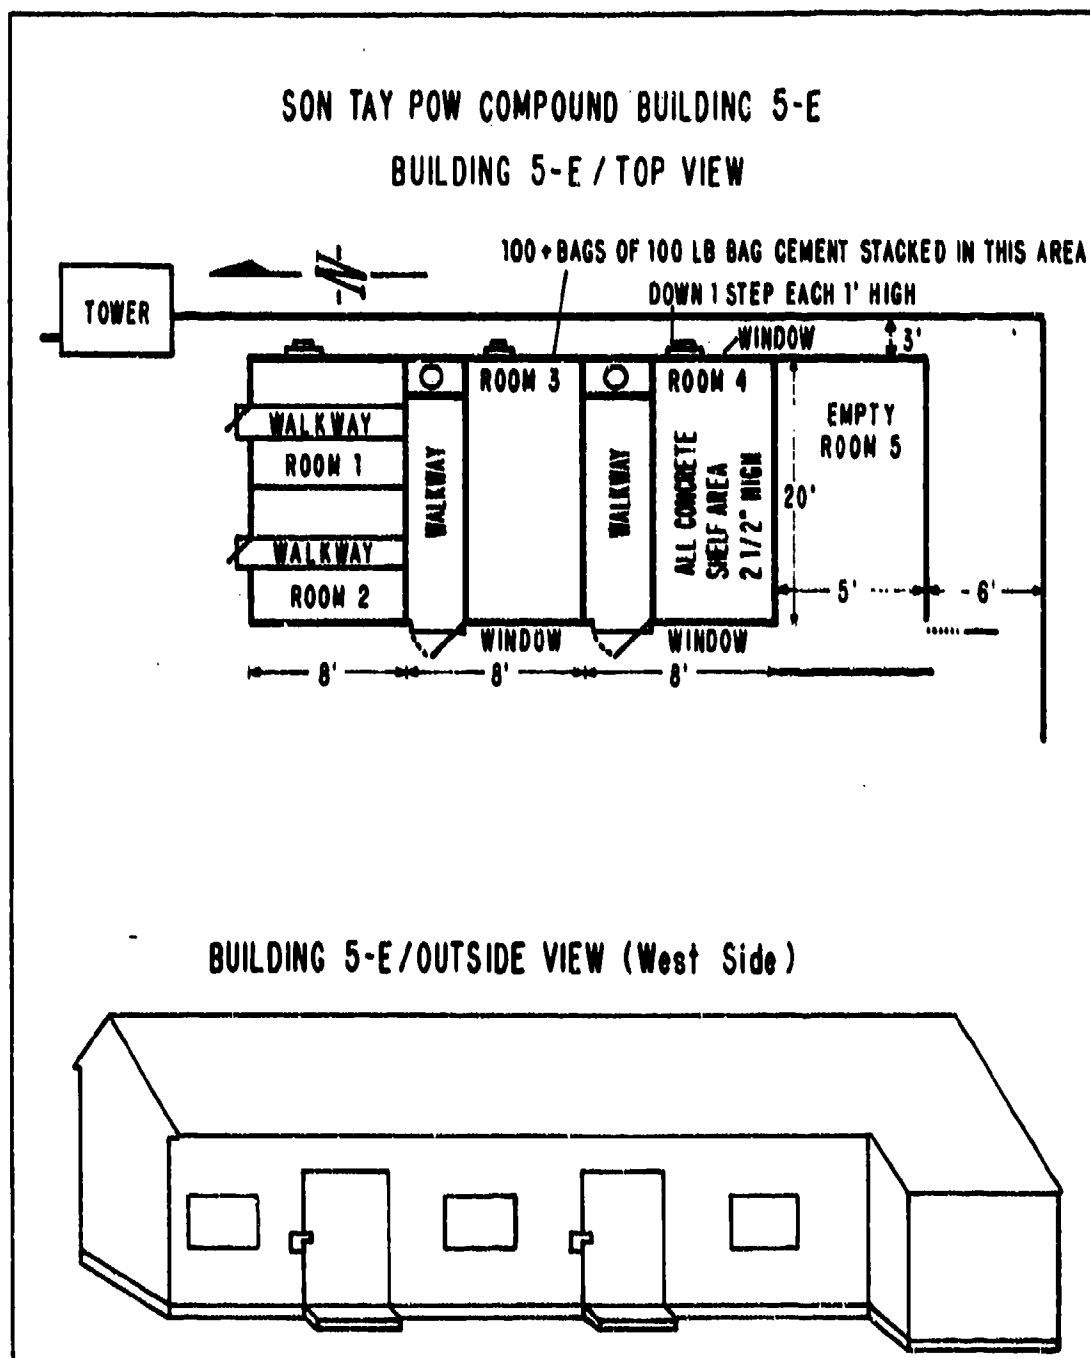 SON TAY POW COMPOUND BUILDING 5-E
BUILDING 5-E / TOP VIEW
100 + BAGS OF 100 LB BAG CEMENT STACKED IN THIS AREA
DOWN 1 STEP EACH 1' HIGH
N
TOWER
WINDOW
3'
ROOM 3
ROOM 4
EMPTY
ROOM 5
WALKWAY
ROOM 1
WALKWAY
WALKWAY
ALL CONCRETE
SHELF AREA
2 1/2" HIGH
20'
WALKWAY
ROOM 2
5'
6'
WINDOW
WINDOW
8'
8'
8'
BUILDING 5-E/OUTSIDE VIEW (West Side)